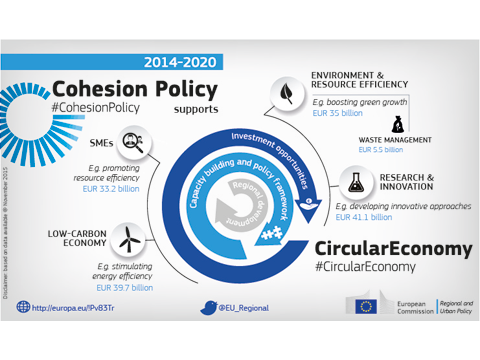 2014-2020
Cohesion Policy
#CohesionPolicy
supports
ENVIRONMENT &
RESOURCE EFFICIENCY
E.g. boosting green growth
EUR 35 billion
WASTE MANAGEMENT
EUR 5.5 billion
SMEs
E.g. promoting
resource efficiency
EUR 33.2 billion
Investment opportunities
Capacity building and policy framework
Regional development
RESEARCH &
INNOVATION
E.g. developing innovative approaches
EUR 41.1 billion
LOW-CARBON
ECONOMY
E.g. stimulating
energy efficiency
EUR 39.7 billion
CircularEconomy
#CircularEconomy
Disclaimer: based on data available @ November 2015
http://europa.eu/!PvB3Tr
@EU_Regional
European
Commission
Regional and
Urban Policy